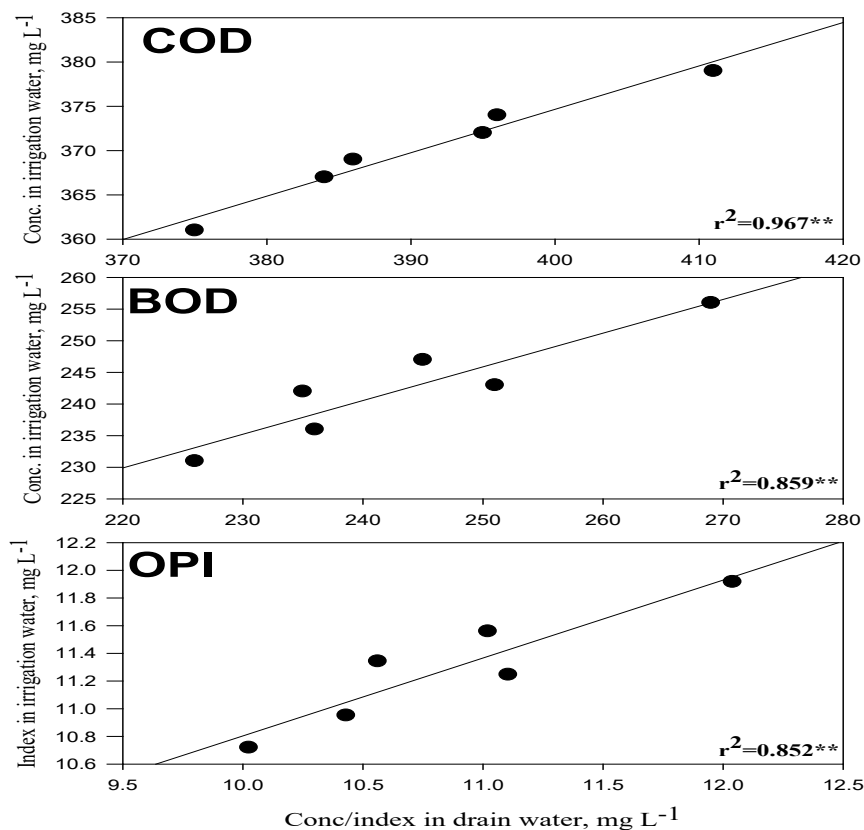 COD
385
380
375
370
365
360
Conc. in irrigation water, mg L-1
r2=0.967**
370 380 390 400 410 420
BOD
260
255
250
245
240
235
230
225
Conc. in irrigation water, mg L-1
r2=0.859**
220 230 240 250 260 270 280
OPI
12.2
12.0
11.6
11.4
11.2
10.8
10.6
Index in irrigation water, mg L-1
r2=0.852**
9.5 10.0 10.5 11.0 11.5 12.0 12.5
Conc/index in drain water, mg L-1